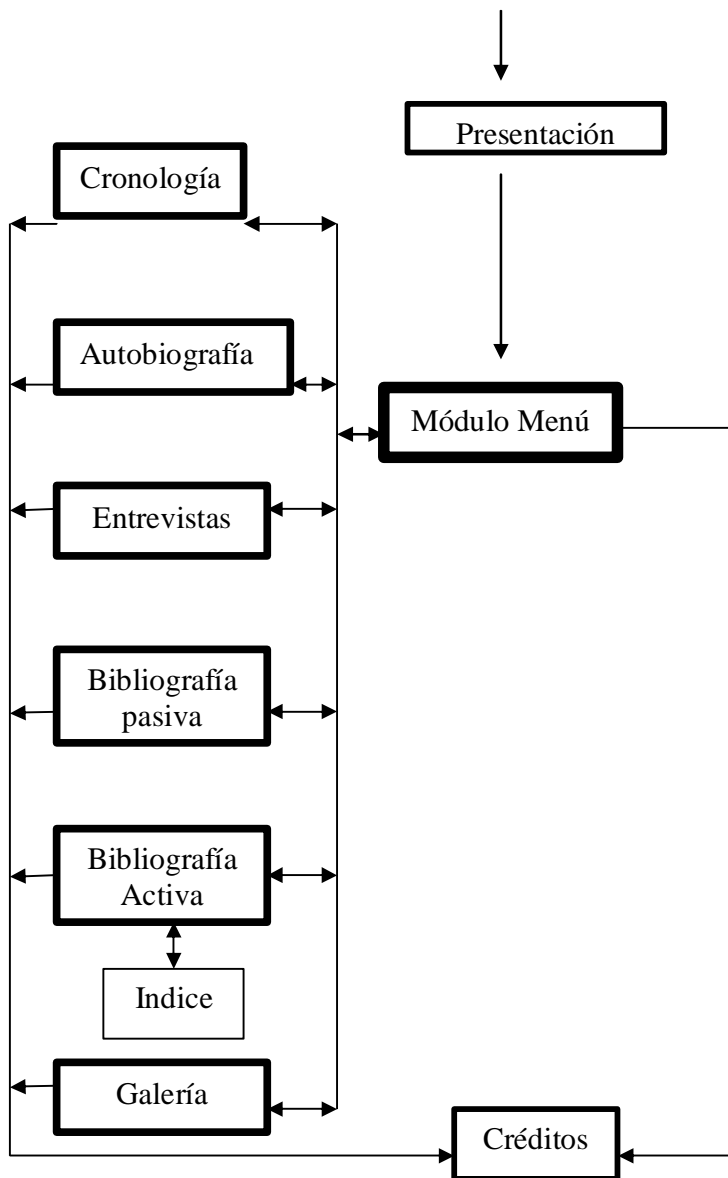 Presentación
Cronología
Autobiografía
Módulo Menú
Entrevistas
Bibliografía
pasiva
Bibliografía
Activa
Indice
Galería
Créditos